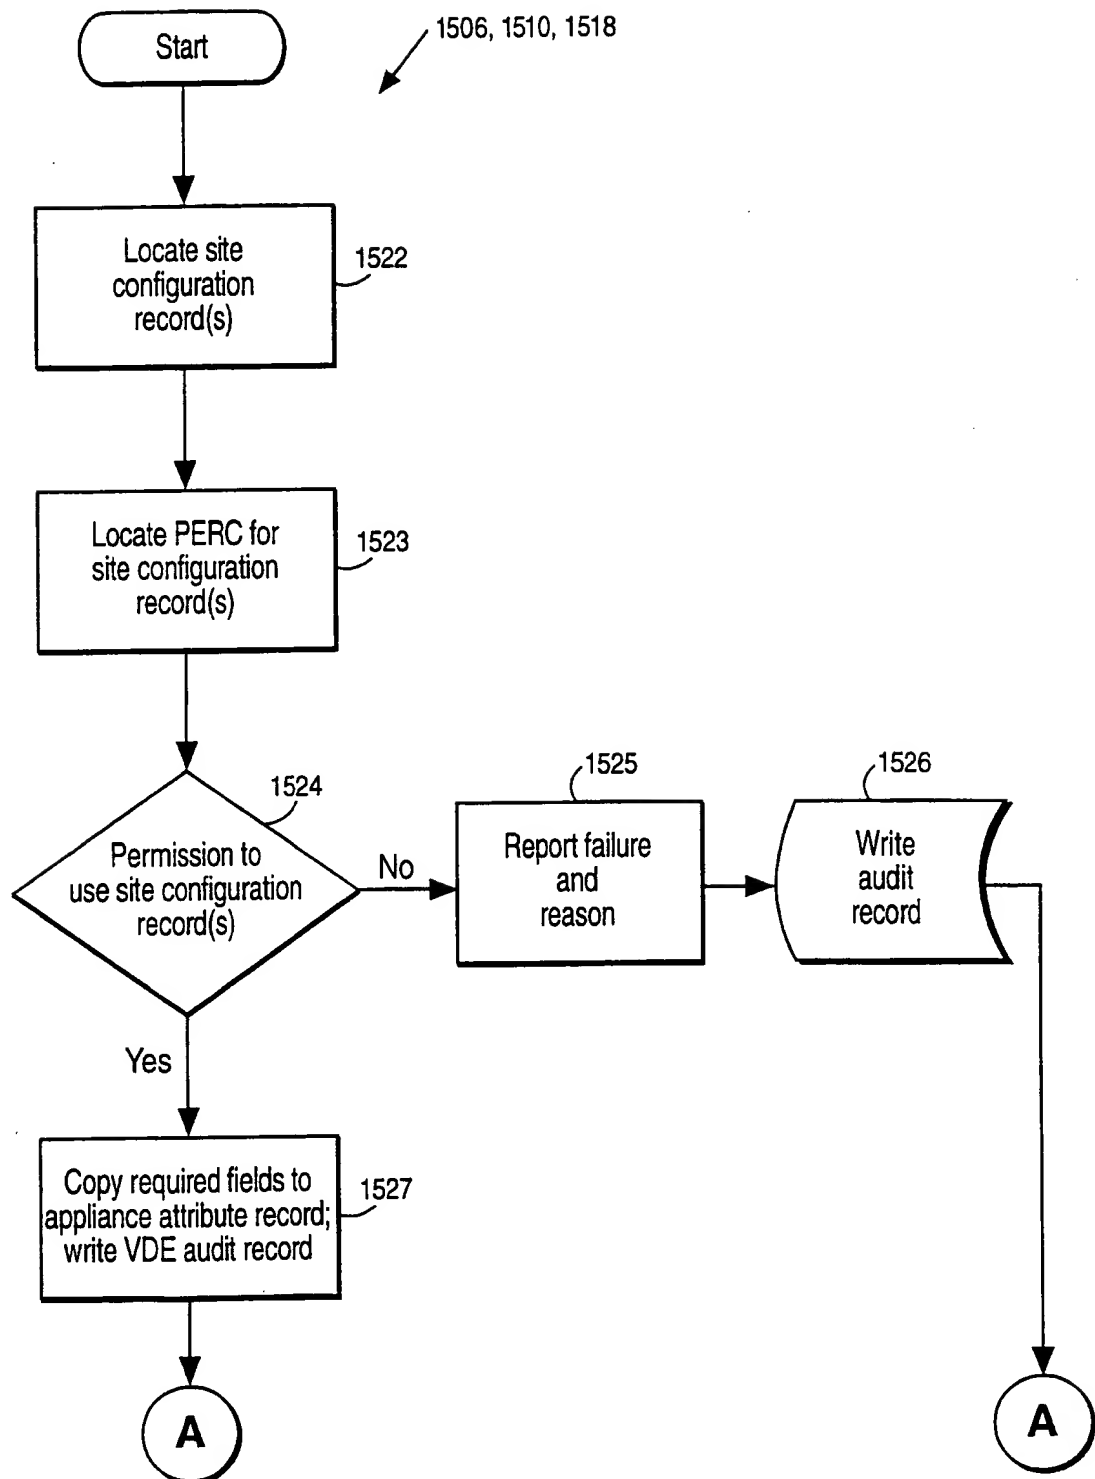 Start
1506, 1510, 1518
Locate site
configuration
record(s)
1522
Locate PERC for
site configuration
record(s)
1523
1524
Permission to
use site configuration
record(s)
No
1525
Report failure
and
reason
1526
Write
audit
record
Yes
Copy required fields to
appliance attribute record;
write VDE audit record
1527
A
A